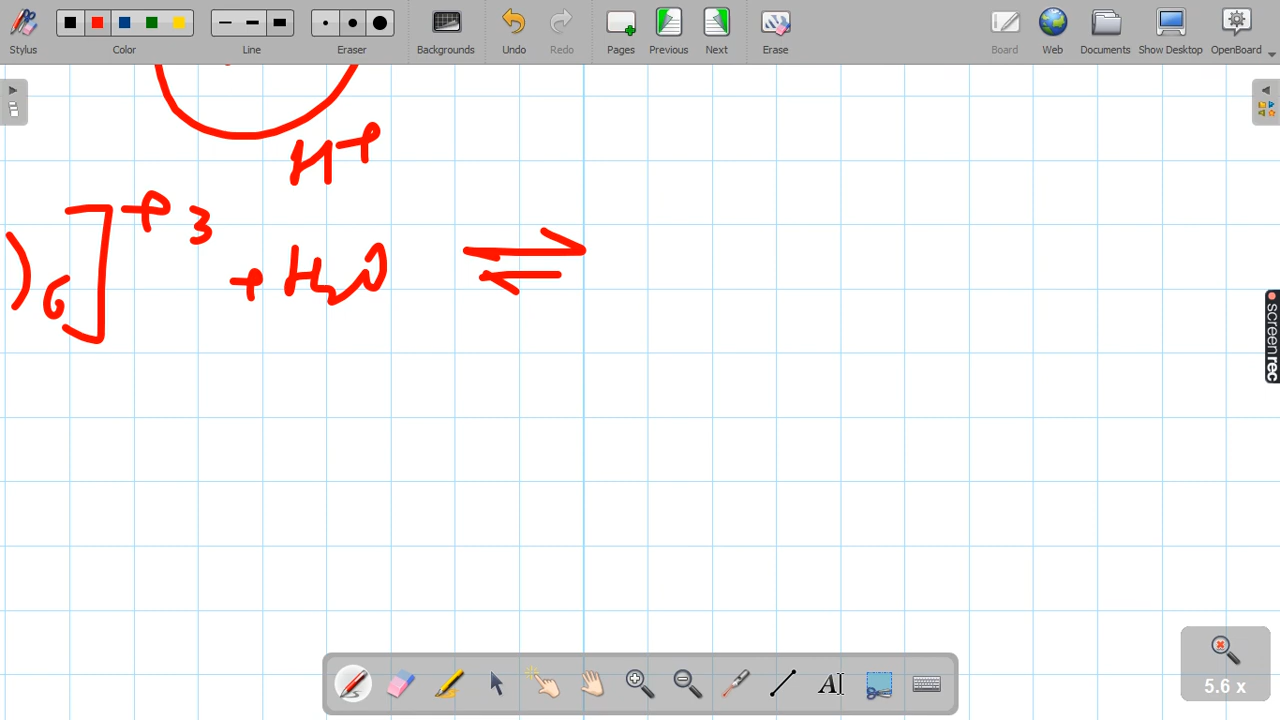 Stylus Color Line Eraser Backgrounds Undo Redo Pages Previous Next Erase Board Web Documents Show Desktop OpenBoard
H+
)6]+3 + H2O ⇌
screenrec
AI
5.6 x